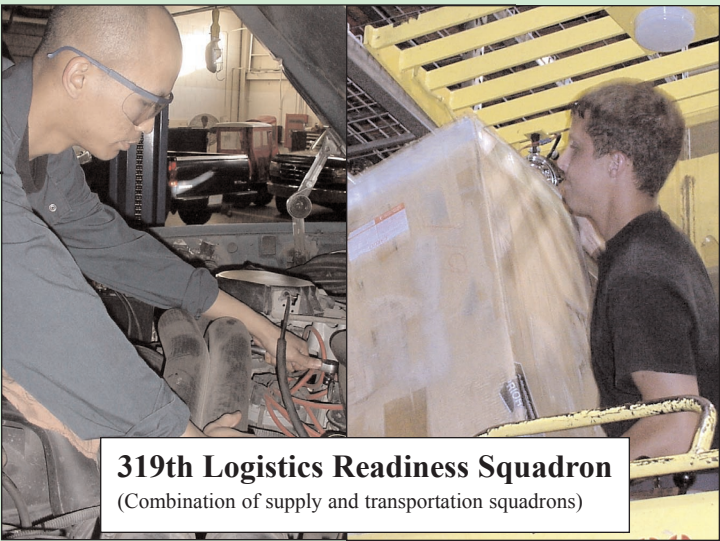 319th Logistics Readiness Squadron
(Combination of supply and transportation squadrons)